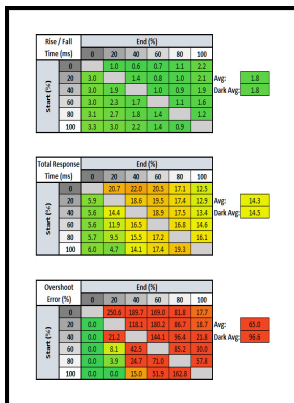 Rise / Fall Time (ms) End (%)
0 20 40 60 80 100
Start (%)
0 1.0 0.6 0.7 1.1 2.2
20 3.0 1.4 0.8 1.0 2.1 Avg: 1.8
40 3.0 1.9 1.0 0.9 1.9 Dark Avg: 1.8
60 3.0 2.3 1.7 1.1 1.6
80 3.1 2.7 1.8 1.4 1.2
100 3.3 3.0 2.2 1.4 0.9
Total Response Time (ms) End (%)
0 20 40 60 80 100
Start (%)
0 20.7 22.0 20.5 17.1 12.5
20 5.9 18.6 19.5 17.4 12.9 Avg: 14.3
40 5.6 14.4 18.9 17.5 13.4 Dark Avg: 14.5
60 5.6 11.9 16.5 16.8 14.6
80 5.7 9.5 15.5 17.2 16.1
100 6.0 4.7 14.1 17.4 19.3
Overshoot Error (%) End (%)
0 20 40 60 80 100
Start (%)
0 250.6 189.7 169.0 81.8 17.7
20 0.0 118.1 180.2 86.7 18.7 Avg: 65.0
40 0.0 21.2 144.1 96.4 21.8 Dark Avg: 96.6
60 0.0 8.1 42.5 85.2 30.0
80 0.0 3.9 24.7 71.0 57.8
100 0.0 0.0 15.0 51.9 162.8